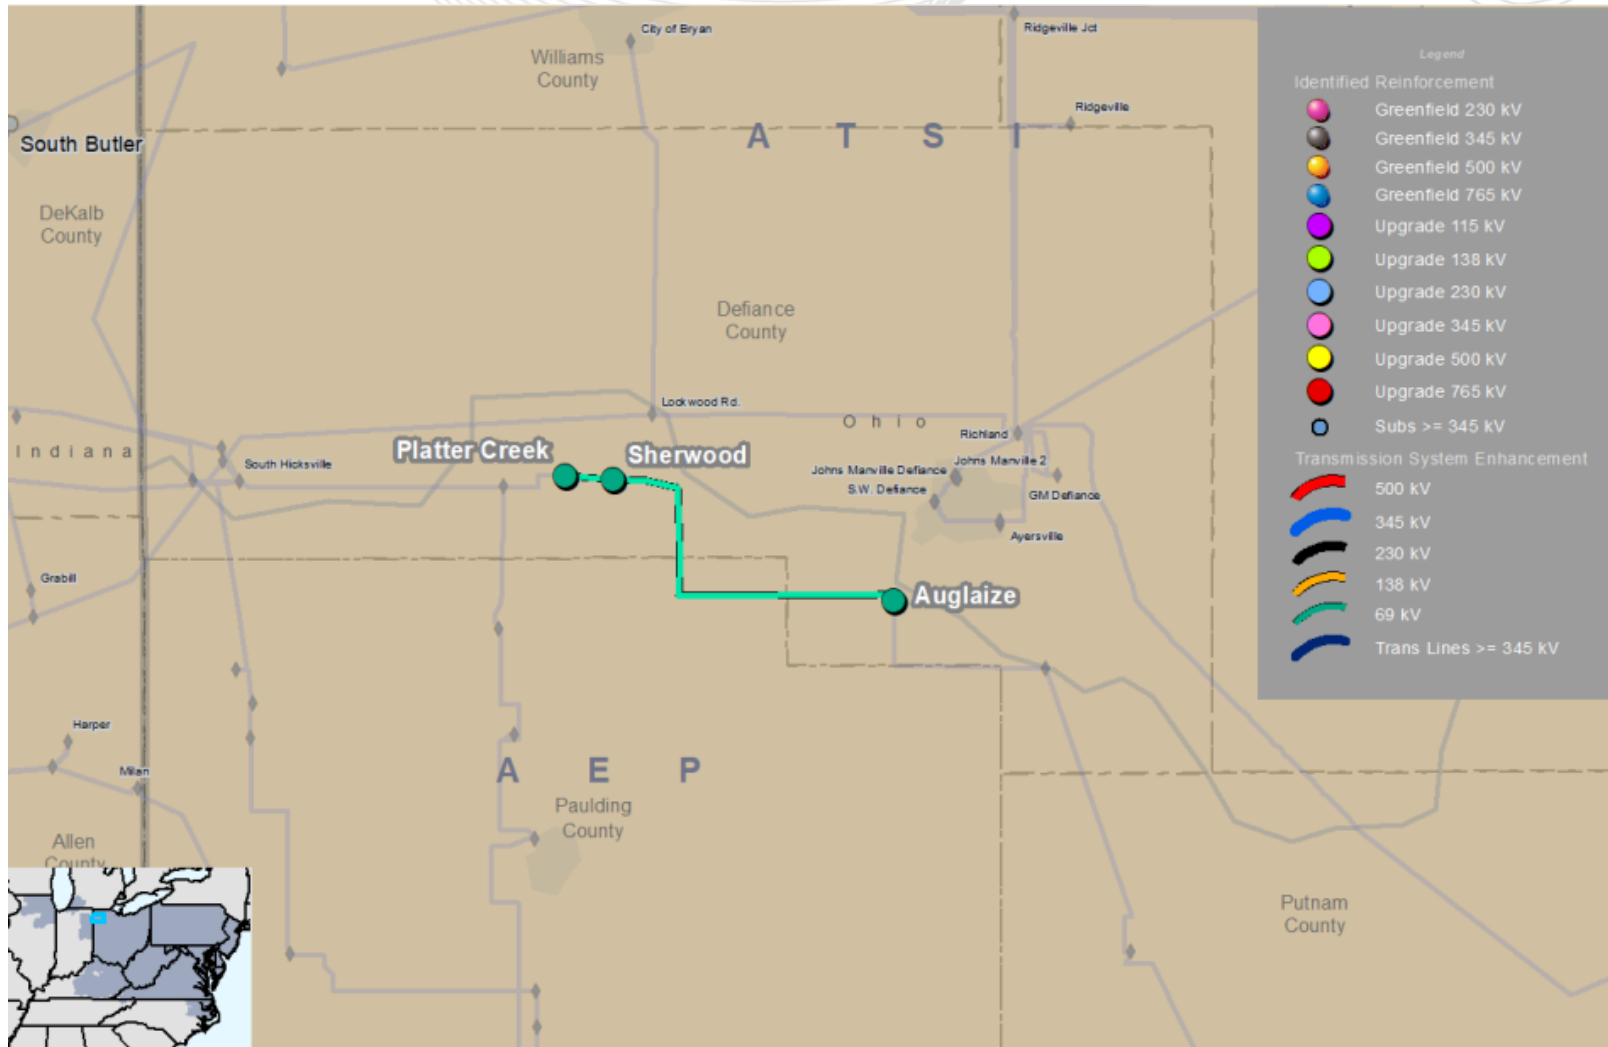 City of Bryan
Ridgeville Jct
Williams
County
Ridgeville
A T S I
South Butler
DeKalb
County
Defiance
County
Lockwood Rd.
Ohio
Indiana
Richland
Platter Creek
Sherwood
South Hicksville
Johns Manville Defiance
Johns Manville 2
S.W. Defiance
GM Defiance
Ayersville
Grabill
Auglaize
Harper
Milan
A E P
Paulding
County
Allen
County
Putnam
County
Legend
Identified Reinforcement
Greenfield 230 kV
Greenfield 345 kV
Greenfield 500 kV
Greenfield 765 kV
Upgrade 115 kV
Upgrade 138 kV
Upgrade 230 kV
Upgrade 345 kV
Upgrade 500 kV
Upgrade 765 kV
Subs >= 345 kV
Transmission System Enhancement
500 kV
345 kV
230 kV
138 kV
69 kV
Trans Lines >= 345 kV